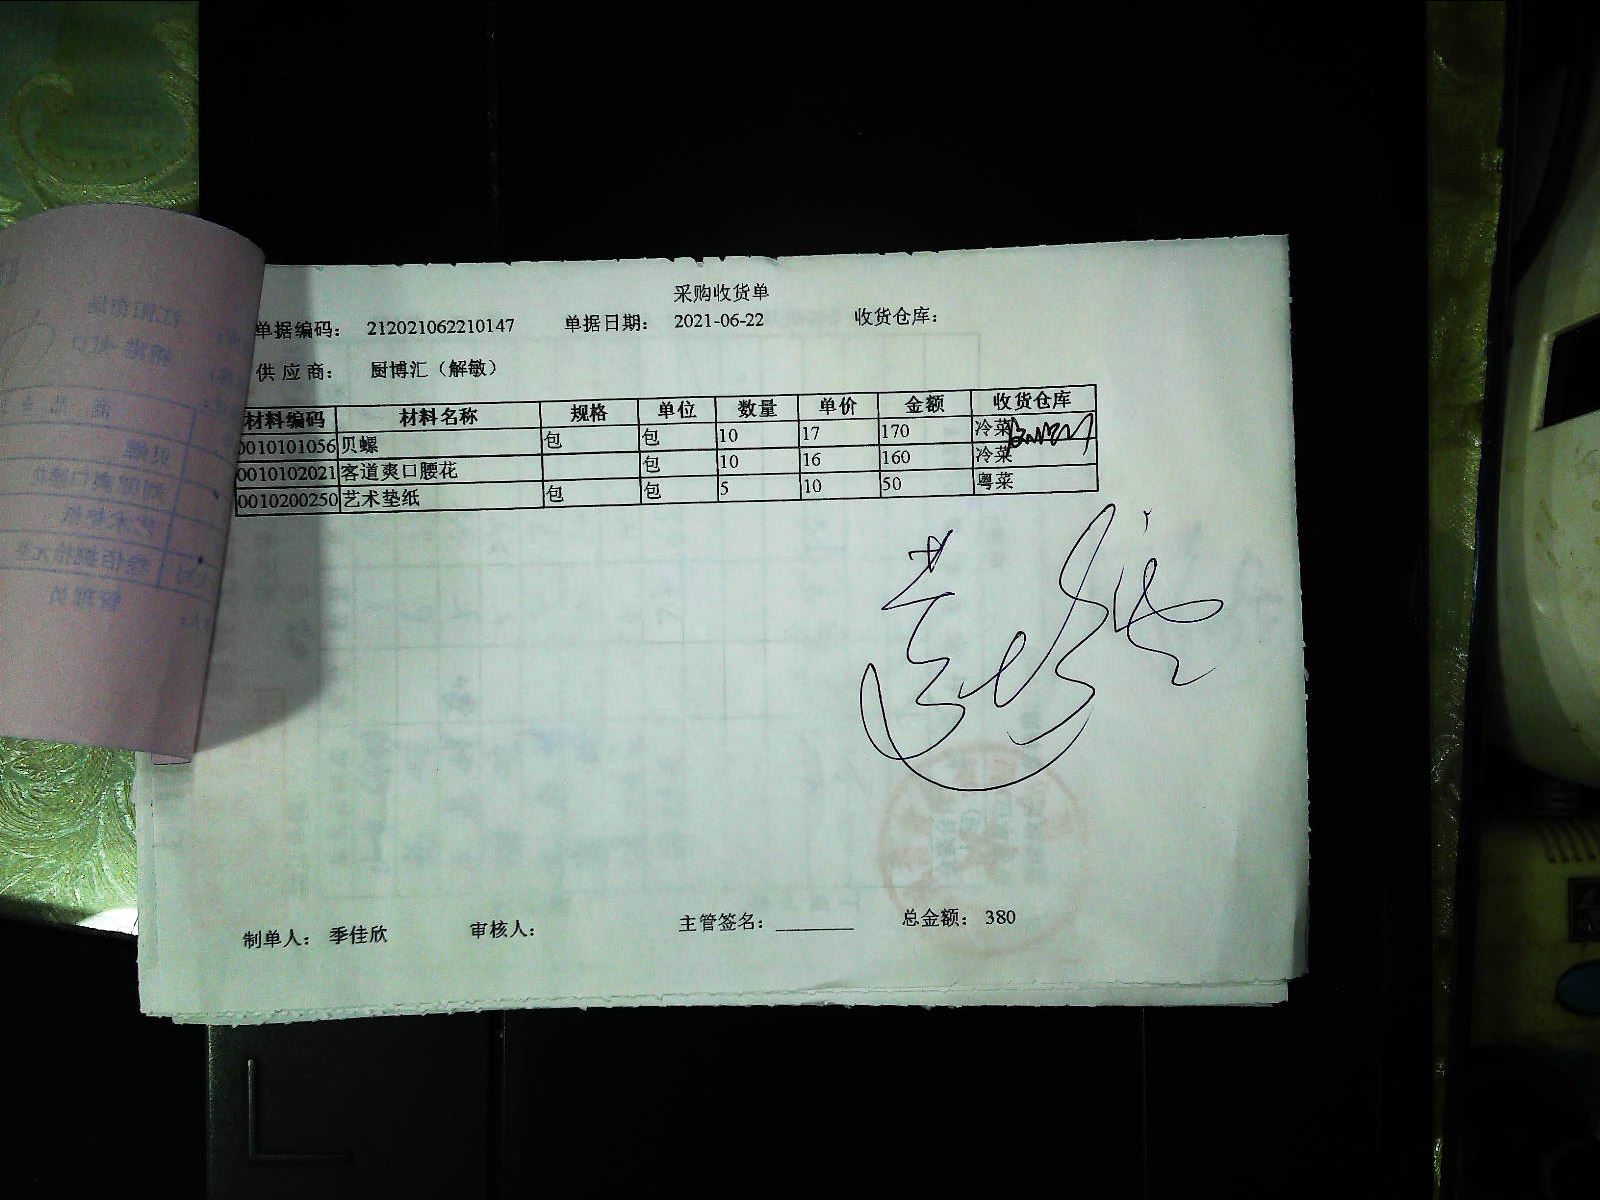 采购收货单
单据编码： 212021062210147 单据日期： 2021-06-22 收货仓库：
供 应 商： 厨博汇（解敏）
材料编码 材料名称 规格 单位 数量 单价 金额 收货仓库
0010101056 贝螺 包 包 10 17 170 冷菜
0010102021 客道爽口腰花 包 10 16 160 冷菜
0010200250 艺术垫纸 包 包 5 10 50 粤菜
制单人： 季佳欣 审核人： 主管签名：________ 总金额： 380